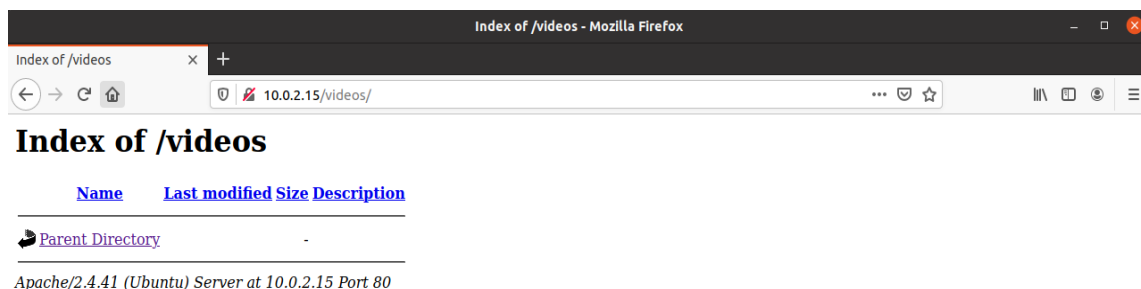 Index of /videos - Mozilla Firefox
Index of /videos
10.0.2.15/videos/
Index of /videos
Name Last modified Size Description
Parent Directory -
Apache/2.4.41 (Ubuntu) Server at 10.0.2.15 Port 80